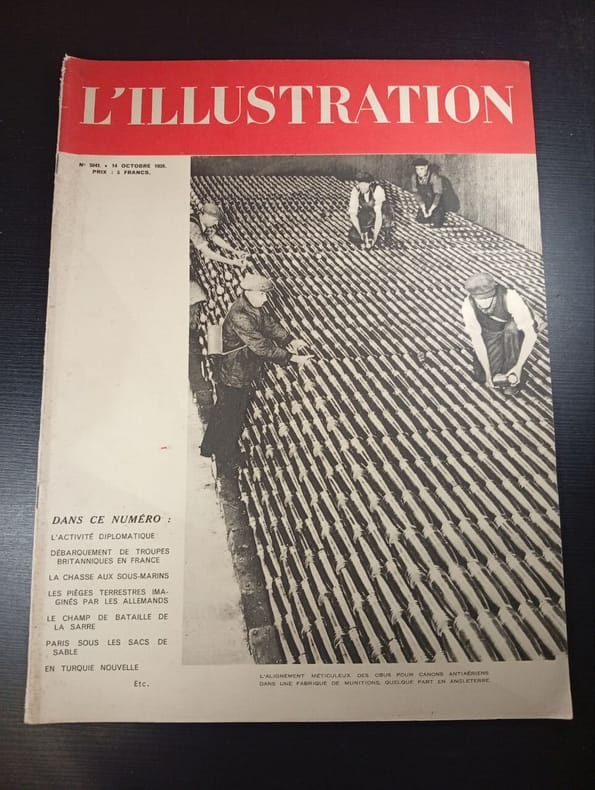 L'ILLUSTRATION
N° 5041. • 14 OCTOBRE 1939.
PRIX : 5 FRANCS.
DANS CE NUMÉRO :
L'ACTIVITÉ DIPLOMATIQUE
DÉBARQUEMENT DE TROUPES
BRITANNIQUES EN FRANCE
LA CHASSE AUX SOUS-MARINS
LES PIÈGES TERRESTRES IMA-
GINÉS PAR LES ALLEMANDS
LE CHAMP DE BATAILLE DE
LA SARRE
PARIS SOUS LES SACS DE
SABLE
EN TURQUIE NOUVELLE
Etc.
L'ALIGNEMENT MÉTICULEUX DES OBUS POUR CANONS ANTIAÉRIENS
DANS UNE FABRIQUE DE MUNITIONS, QUELQUE PART EN ANGLETERRE.